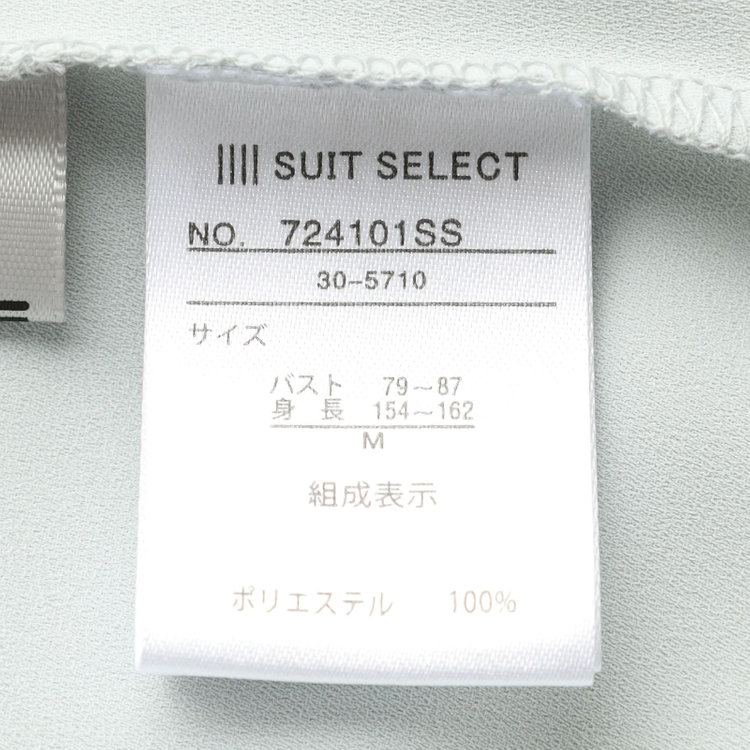 SUIT SELECT
NO. 724101SS
30-5710
サイズ
バスト 79～87
身長 154～162
M
組成表示
ポリエステル 100%